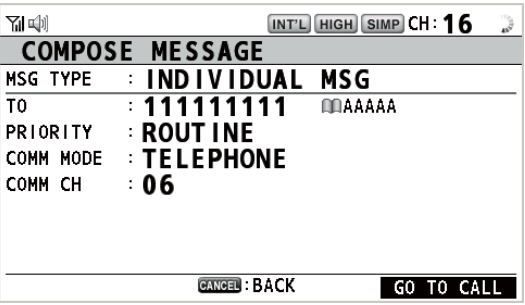 INT'L HIGH SIMP CH: 16
COMPOSE MESSAGE
MSG TYPE : INDIVIDUAL MSG
TO : 111111111 AAAAA
PRIORITY : ROUTINE
COMM MODE : TELEPHONE
COMM CH : 06
CANCEL : BACK GO TO CALL